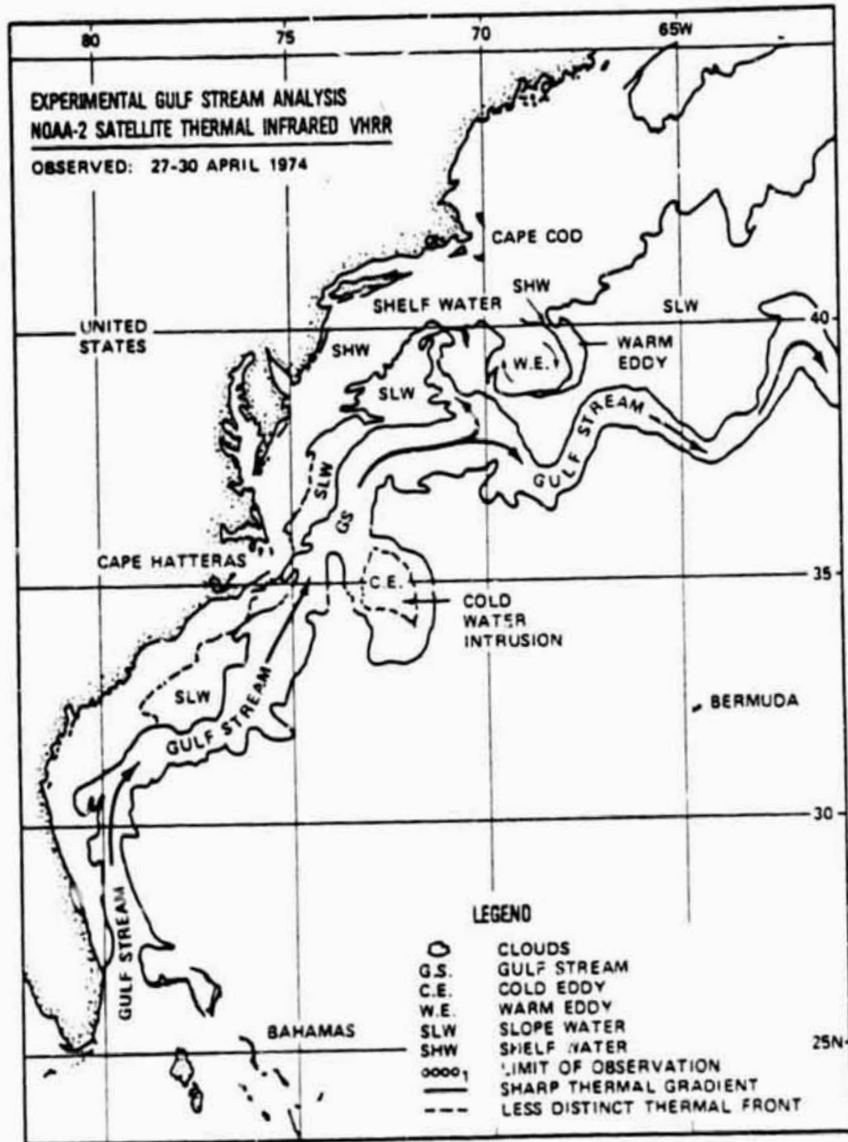 80 75 70 65W
EXPERIMENTAL GULF STREAM ANALYSIS
NOAA-2 SATELLITE THERMAL INFRARED VHRR
OBSERVED: 27-30 APRIL 1974
CAPE COD
SHW
SHELF WATER
SLW
UNITED
STATES
40
SHW
WARM
EDDY
W.E.
SLW
GULF STREAM
SLW
GS
CAPE HATTERAS
C.E.
35
COLD
WATER
INTRUSION
SLW
BERMUDA
GULF STREAM
30
GULF STREAM
LEGEND
CLOUDS
G.S. GULF STREAM
C.E. COLD EDDY
W.E. WARM EDDY
SLW SLOPE WATER
BAHAMAS
25N
SHW SHELF WATER
LIMIT OF OBSERVATION
SHARP THERMAL GRADIENT
LESS DISTINCT THERMAL FRONT